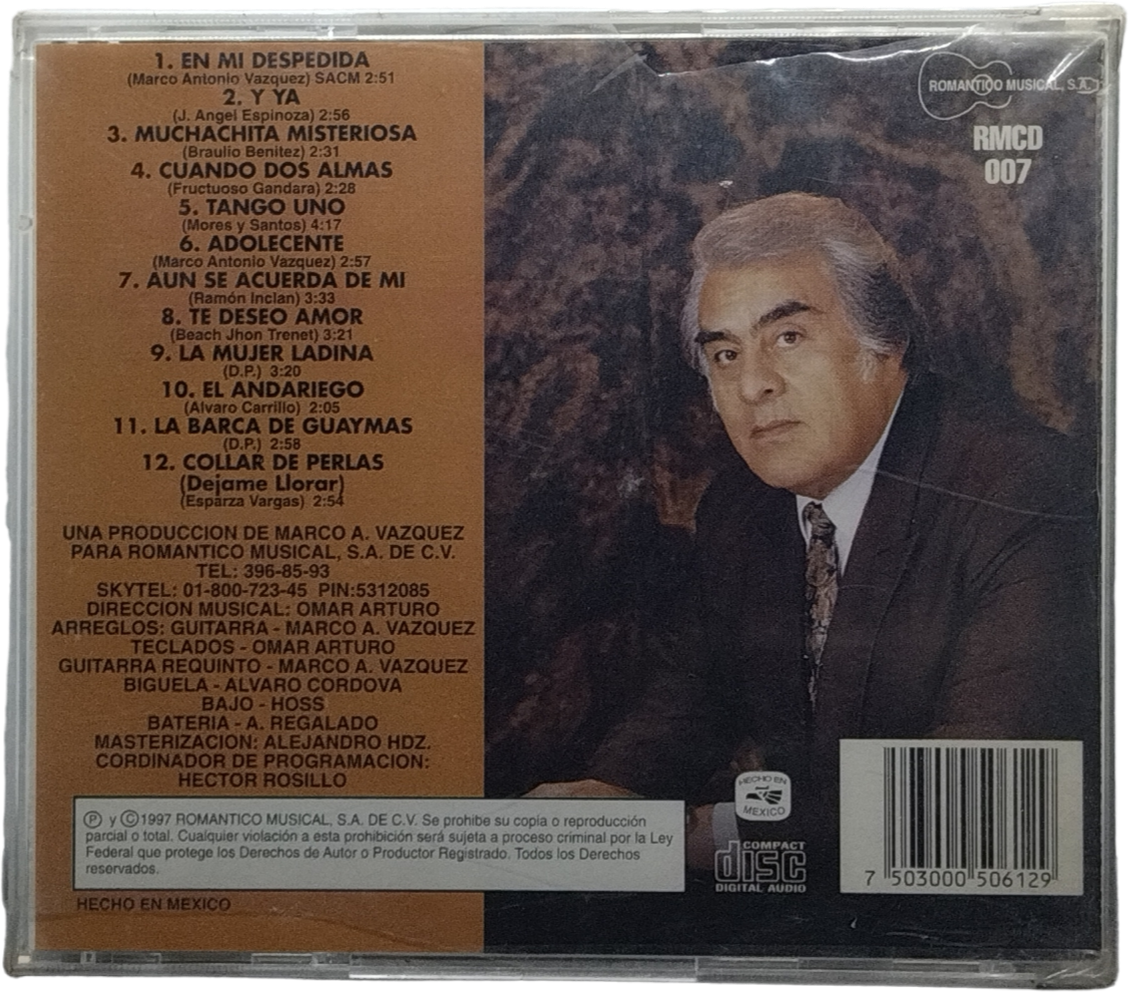 1. EN MI DESPEDIDA
(Marco Antonio Vazquez) SACM 2:51
2. Y YA
(J. Angel Espinoza) 2:56
3. MUCHACHITA MISTERIOSA
(Braulio Benitez) 2:31
4. CUANDO DOS ALMAS
(Fructuoso Gandara) 2:28
5. TANGO UNO
(Mores y Santos) 4:17
6. ADOLECENTE
(Marco Antonio Vazquez) 2:57
7. AUN SE ACUERDA DE MI
(Ramón Inclan) 3:33
8. TE DESEO AMOR
(Beach Jhon Trenet) 3:21
9. LA MUJER LADINA
(D.P.) 3:20
10. EL ANDARIEGO
(Alvaro Carrillo) 2:05
11. LA BARCA DE GUAYMAS
(D.P.) 2:58
12. COLLAR DE PERLAS
(Dejame Llorar)
(Esparza Vargas) 2:54
UNA PRODUCCION DE MARCO A. VAZQUEZ
PARA ROMANTICO MUSICAL, S.A. DE C.V.
TEL: 396-85-93
SKYTEL: 01-800-723-45 PIN:5312085
DIRECCION MUSICAL: OMAR ARTURO
ARREGLOS: GUITARRA - MARCO A. VAZQUEZ
TECLADOS - OMAR ARTURO
GUITARRA REQUINTO - MARCO A. VAZQUEZ
BIGUELA - ALVARO CORDOVA
BAJO - HOSS
BATERIA - A. REGALADO
MASTERIZACION: ALEJANDRO HDZ.
CORDINADOR DE PROGRAMACION:
HECTOR ROSILLO
Ⓟ y Ⓒ1997 ROMANTICO MUSICAL, S.A. DE C.V. Se prohibe su copia o reproducción
parcial o total. Cualquier violación a esta prohibición será sujeta a proceso criminal por la Ley
Federal que protege los Derechos de Autor o Productor Registrado. Todos los Derechos
reservados.
HECHO EN MEXICO
ROMANTICO MUSICAL, S.A.
RMCD
007
HECHO EN
MEXICO
COMPACT
disc
DIGITAL AUDIO
7 503000 506129